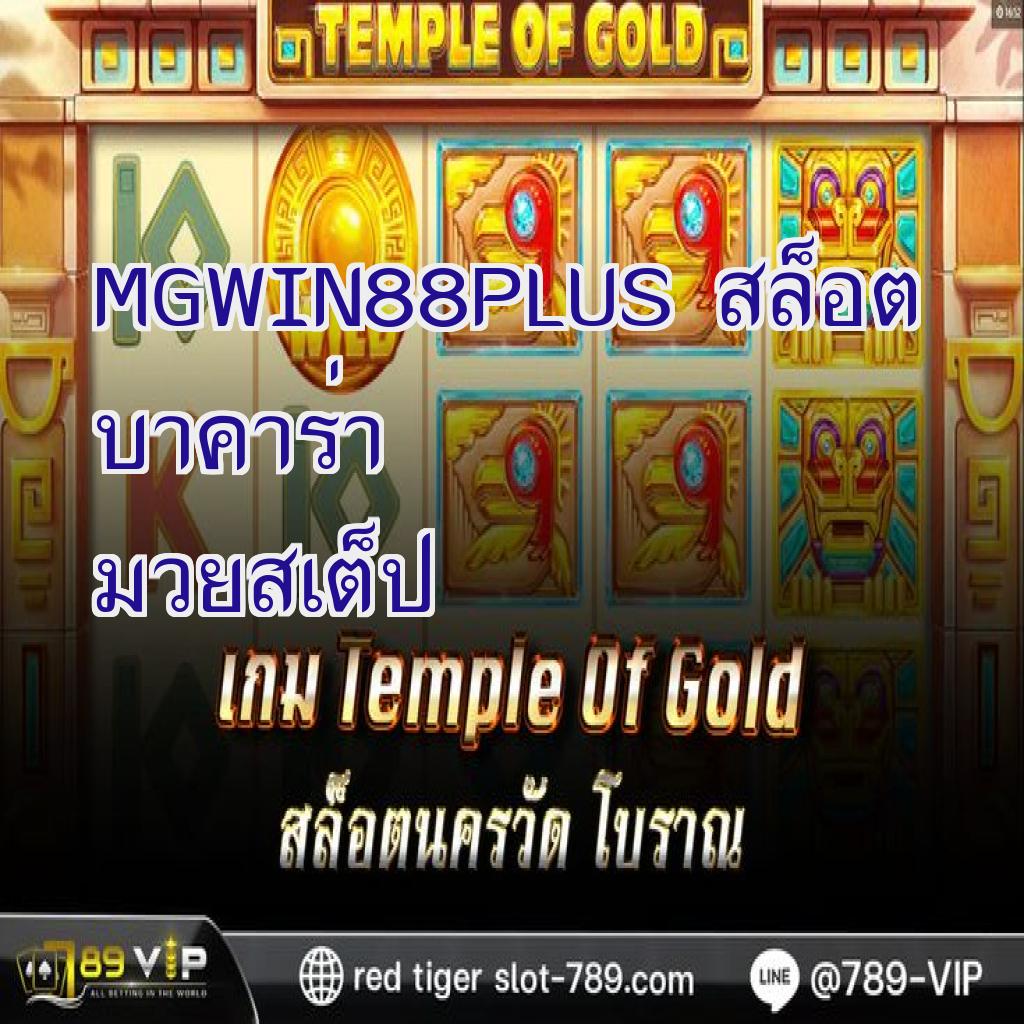 TEMPLE OF GOLD
WILD
MGWIN88PLUS สล็อต
บาคาร่า
มวยสเต็ป
เกม Temple Of Gold
สล็อตนครวัด โบราณ
789 VIP
ALL BETTING IN THE WORLD
red tiger slot-789.com
LINE @789-VIP